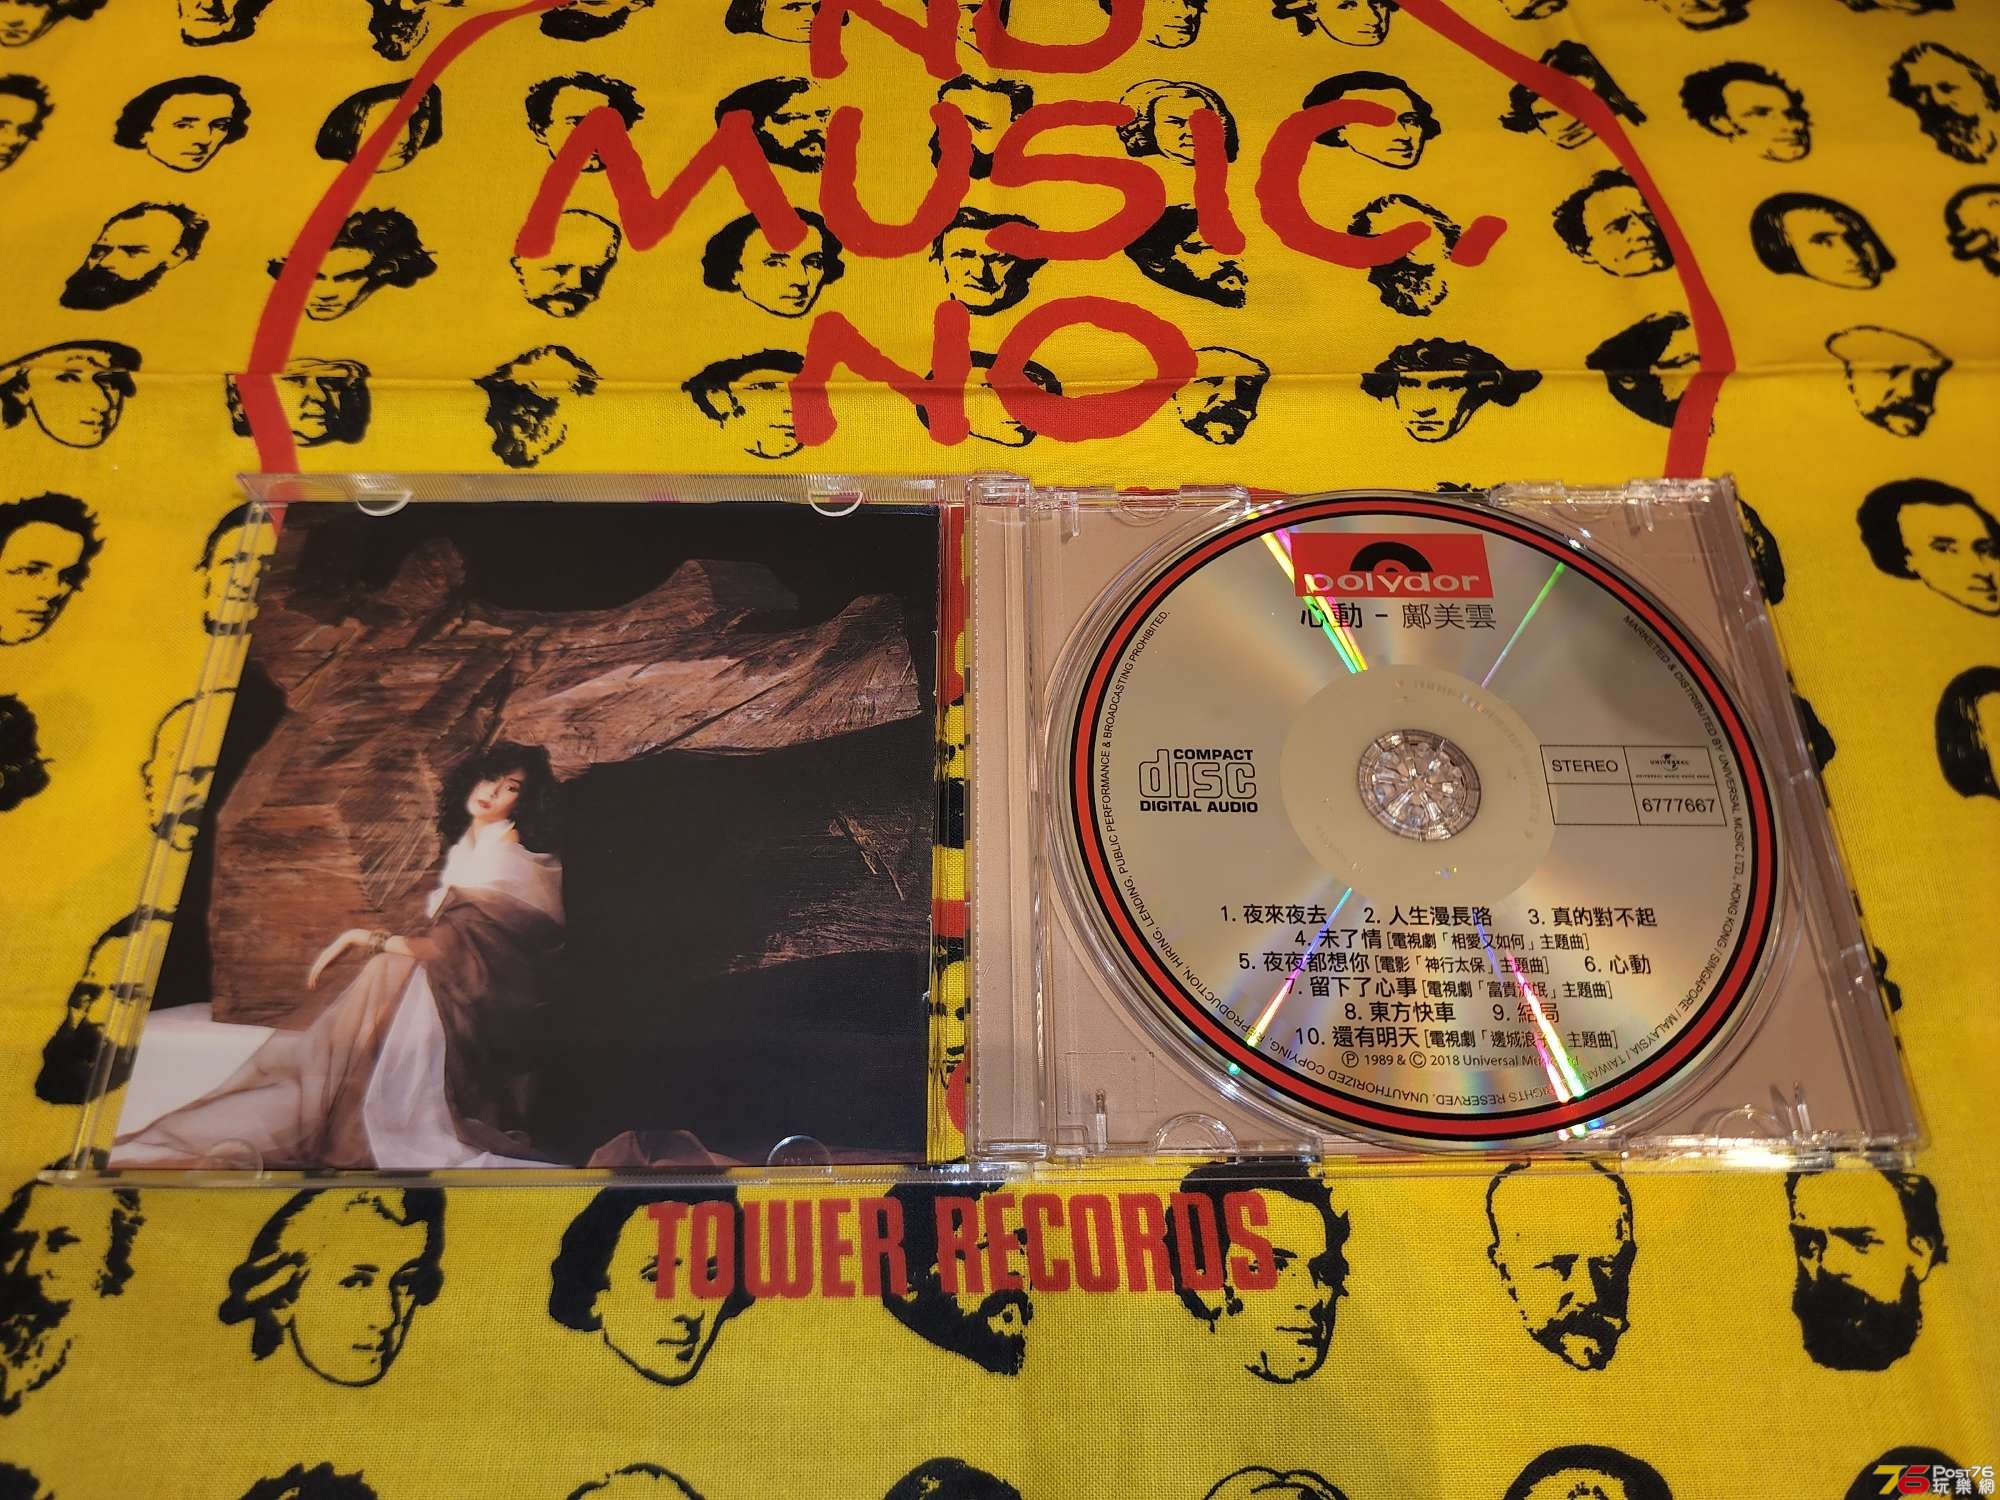 NO
MUSIC,
NO
polydor
心動 - 鄺美雲
COMPACT
disc
DIGITAL AUDIO
STEREO
UNIVERSAL
6777667
1. 夜來夜去 2. 人生漫長路 3. 真的對不起
4. 未了情 [電視劇「相愛又如何」主題曲]
5. 夜夜都想你 [電影「神行太保」主題曲] 6. 心動
7. 留下了心事 [電視劇「富貴流氓」主題曲]
8. 東方快車 9. 結局
10. 還有明天 [電視劇「邊城浪子」主題曲]
Ⓟ 1989 & © 2018 Universal
MARKETED & DISTRIBUTED BY UNIVERSAL MUSIC LTD., HONG KONG / SINGAPORE / MALAYSIA / TAIWAN. RIGHTS RESERVED. UNAUTHORIZED COPYING, REPRODUCTION, HIRING, LENDING, PUBLIC PERFORMANCE & BROADCASTING PROHIBITED.
TOWER RECORDS
76 POST76
玩樂網